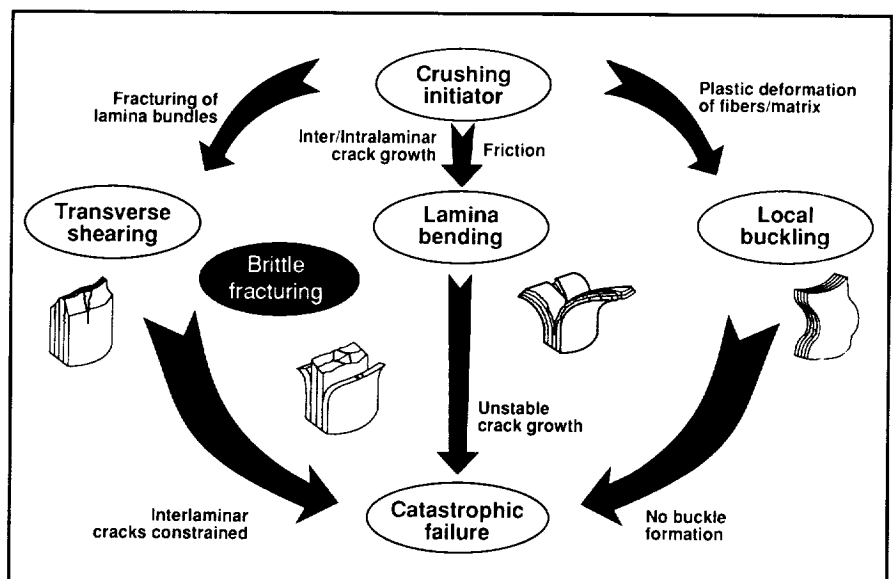 Crushing
initiator
Fracturing of
lamina bundles
Plastic deformation
of fibers/matrix
Inter/Intralaminar
crack growth
Friction
Transverse
shearing
Lamina
bending
Local
buckling
Brittle
fracturing
Unstable
crack growth
Interlaminar
cracks constrained
Catastrophic
failure
No buckle
formation